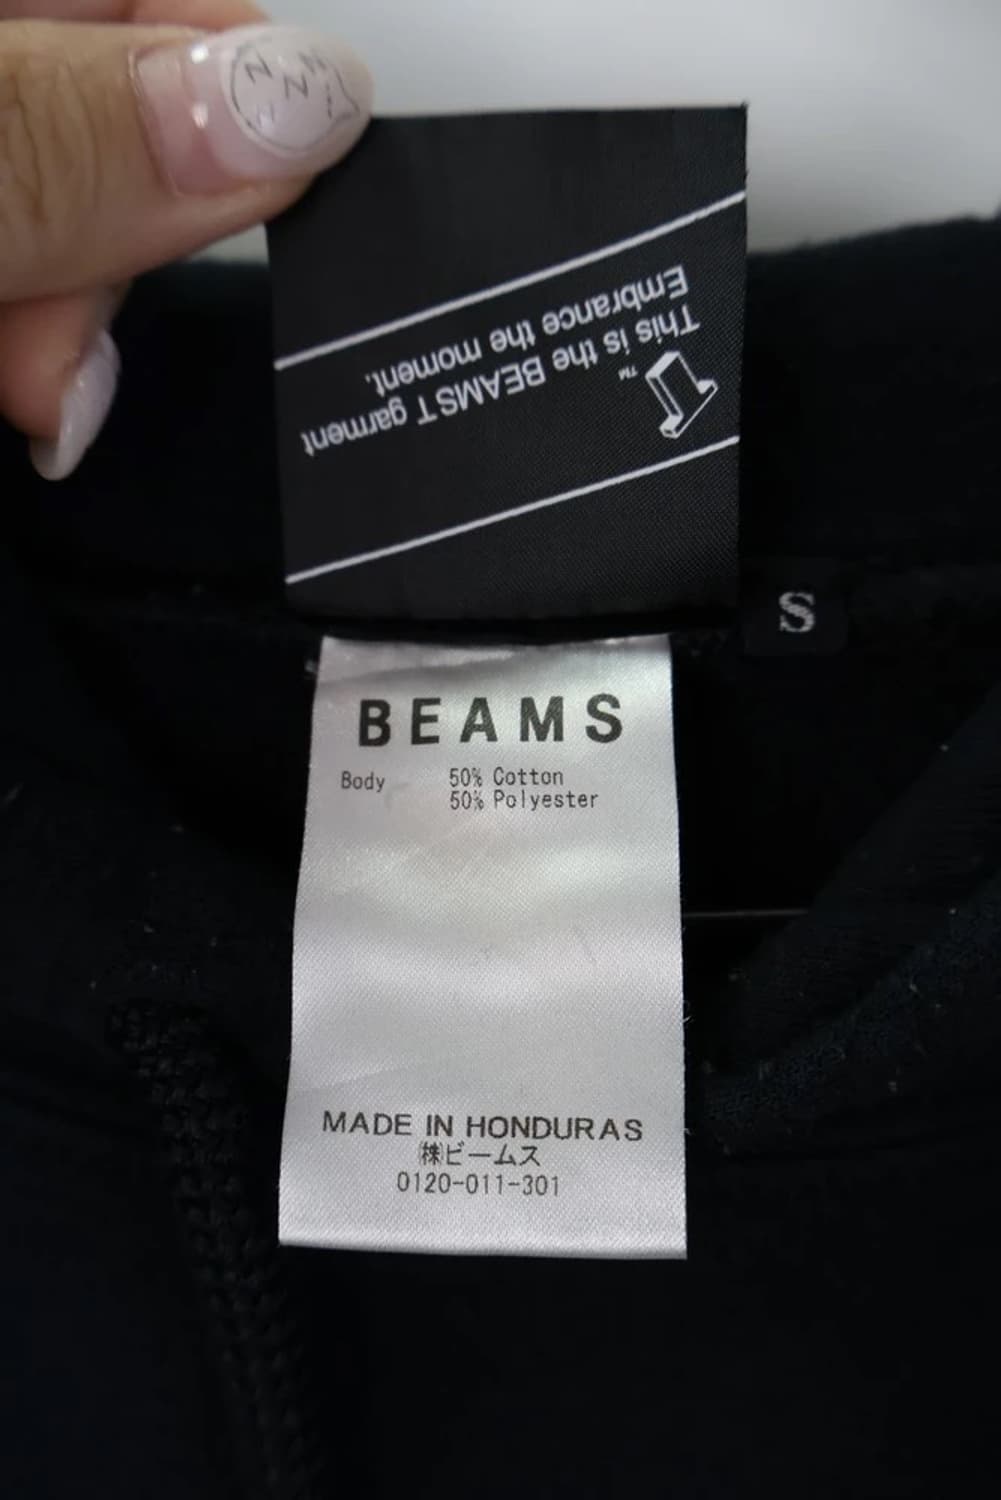 Z Z Z
This is the BEAMS T garment
Embrance the moment.
TM
S
BEAMS
Body 50% Cotton
50% Polyester
MADE IN HONDURAS
㈱ビームス
0120-011-301